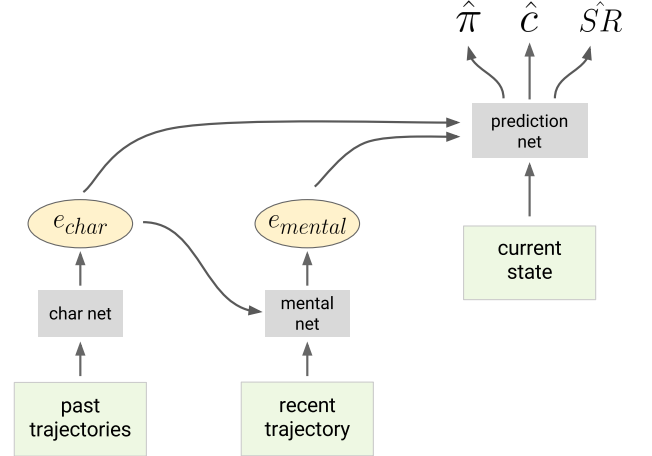 π̂ ĉ SR̂
prediction
net
e_char
e_mental
current
state
char net
mental
net
past
trajectories
recent
trajectory